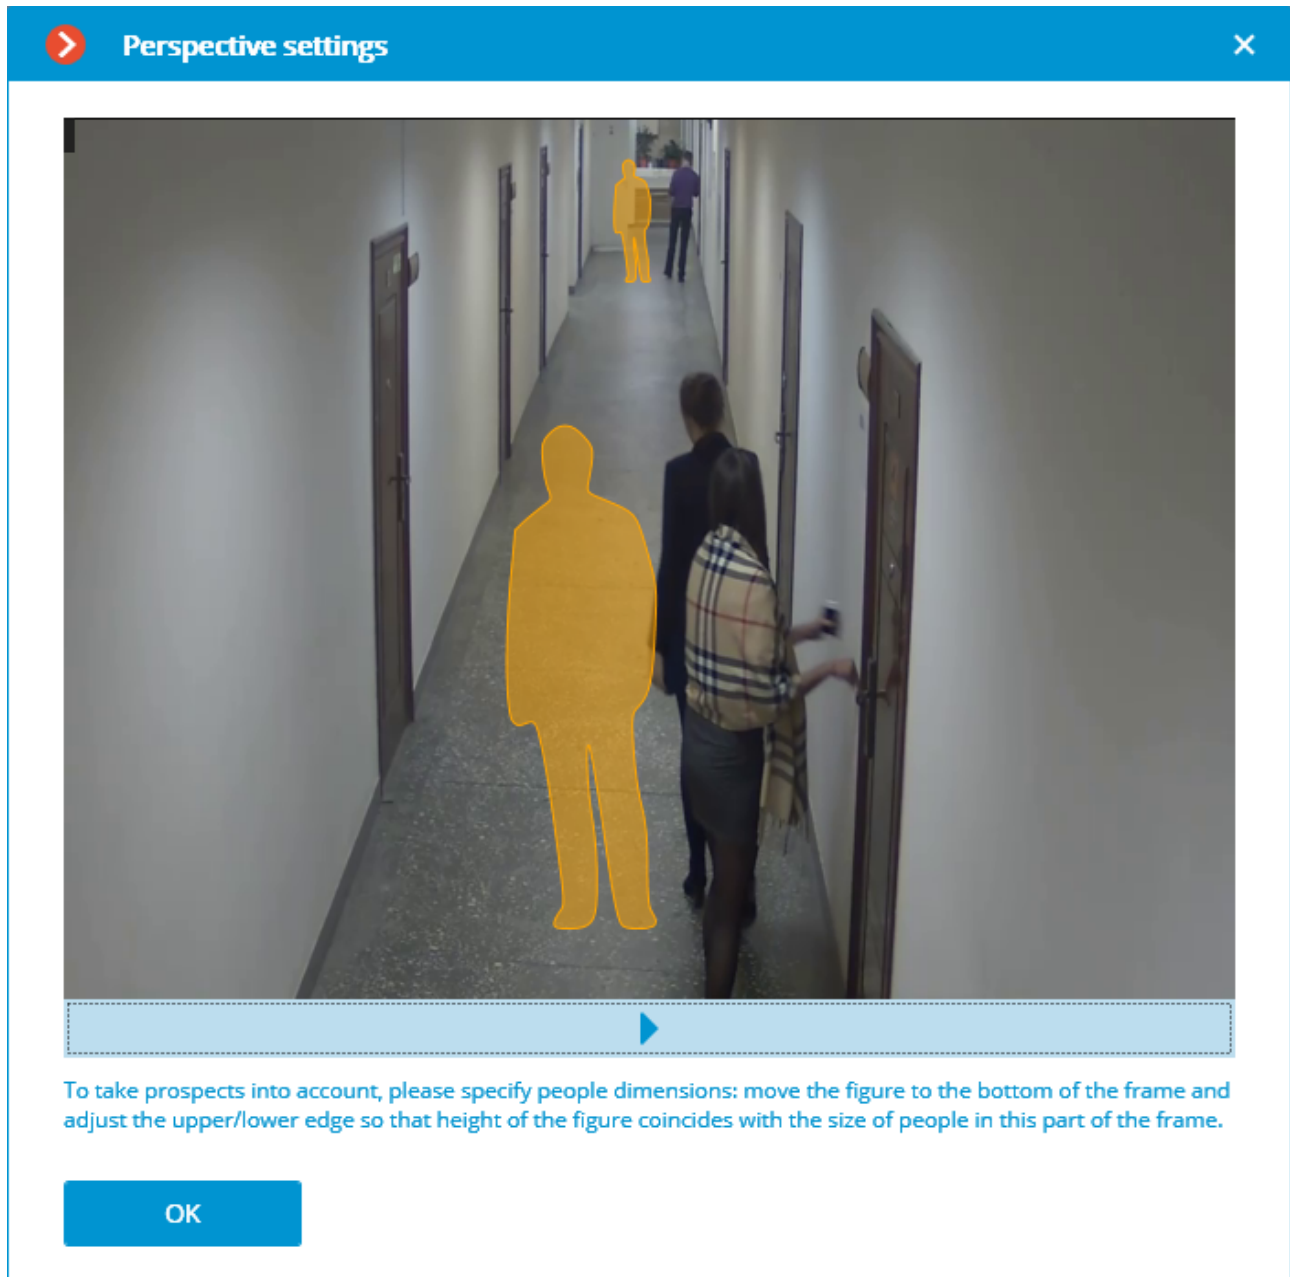 Perspective settings
To take prospects into account, please specify people dimensions: move the figure to the bottom of the frame and
adjust the upper/lower edge so that height of the figure coincides with the size of people in this part of the frame.
OK